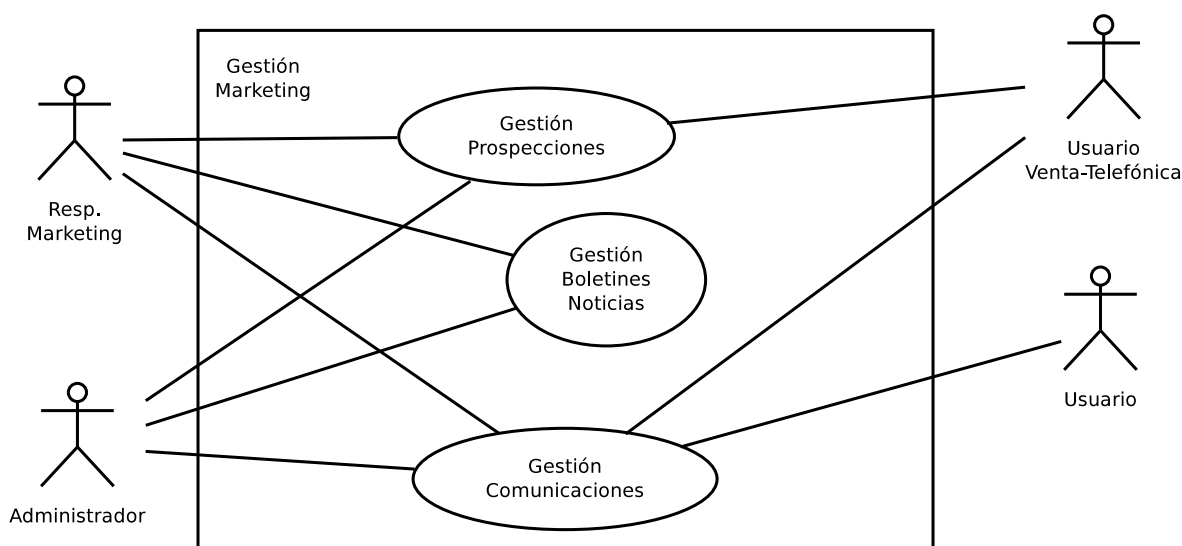 Gestión
Marketing
Gestión
Prospecciones
Usuario
Venta-Telefónica
Resp.
Marketing
Gestión
Boletines
Noticias
Usuario
Gestión
Comunicaciones
Administrador